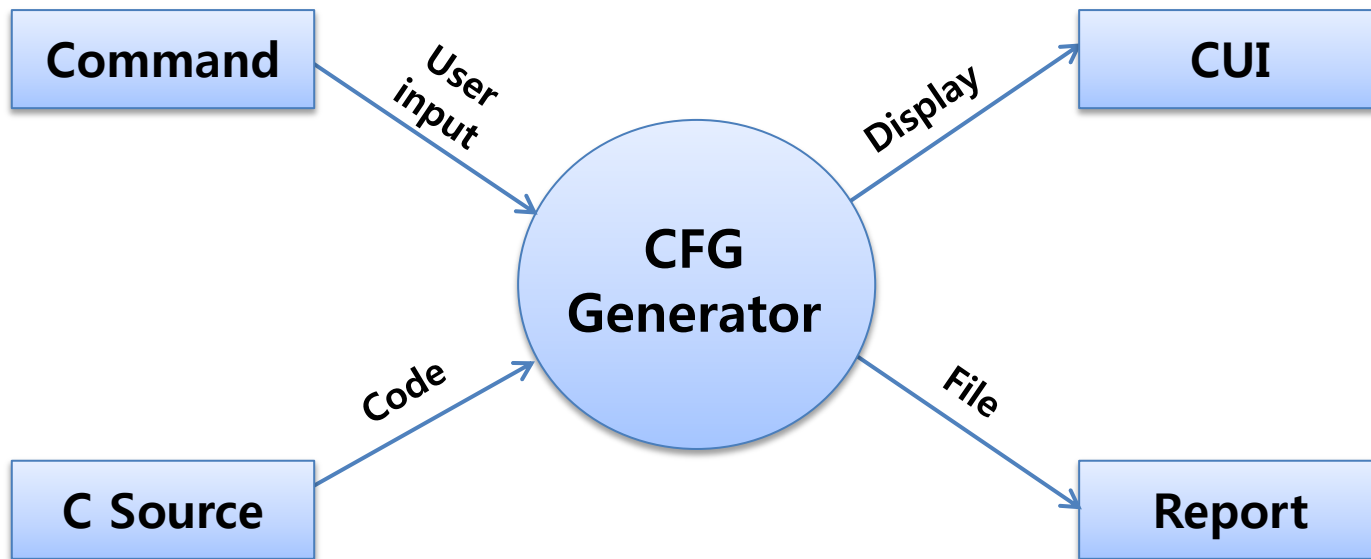 Command
User
input
CUI
Display
CFG
Generator
Code
File
C Source
Report